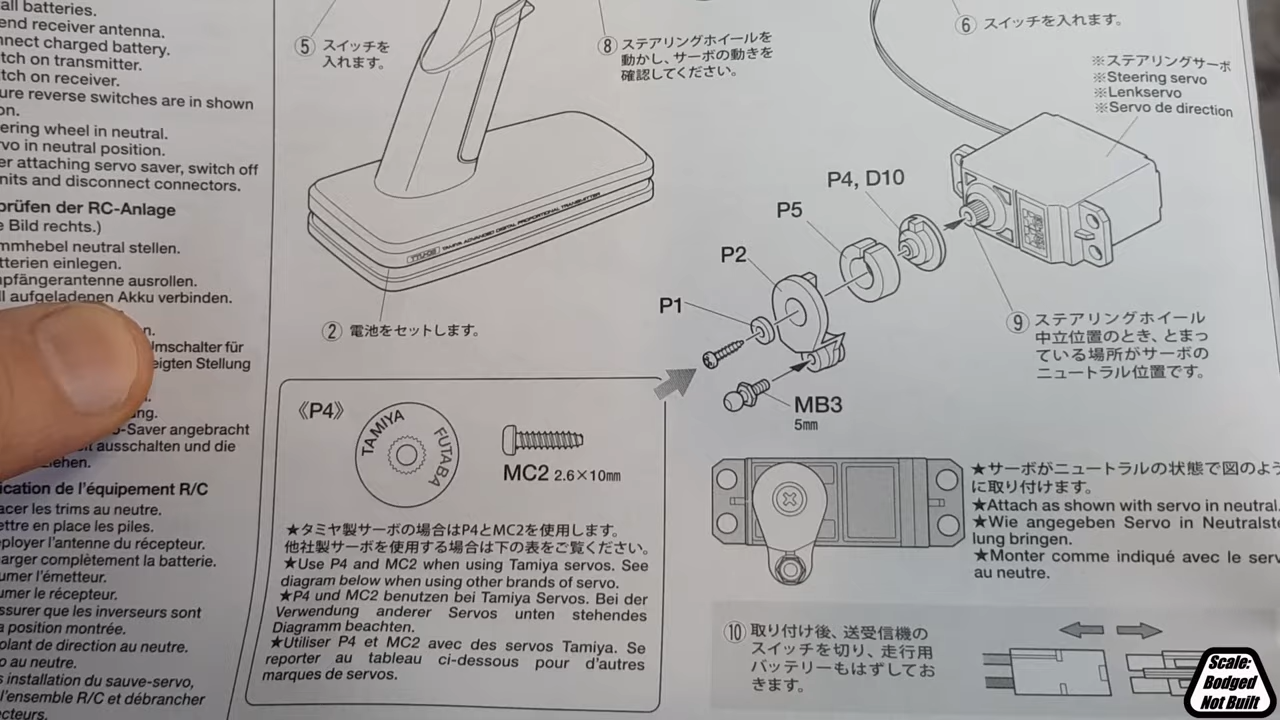 all batteries.
end receiver antenna.
nnect charged battery.
tch on transmitter.
tch on receiver.
ure reverse switches are in shown
on.
ering wheel in neutral.
rvo in neutral position.
er attaching servo saver, switch off
nits and disconnect connectors.
prüfen der RC-Anlage
e Bild rechts.)
mmhebel neutral stellen.
tterien einlegen.
npfängerantenne ausrollen.
ll aufgeladenen Akku verbinden.
n.
Umschalter für
eigten Stellung
ng.
o-Saver angebracht
ausschalten und die
ziehen.
ication de l'équipement R/C
acer les trims au neutre.
ettre en place les piles.
éployer l'antenne du récepteur.
harger complètement la batterie.
umer l'émetteur.
umer le récepteur.
ssurer que les inverseurs sont
a position montrée.
olant de direction au neutre.
o au neutre.
s installation du sauve-servo,
l'ensemble R/C et débrancher
ecteurs.
⑤ スイッチを
入れます。
⑧ ステアリングホイールを
動かし、サーボの動きを
確認してください。
⑥ スイッチを入れます。
※ステアリングサーボ
※Steering servo
※Lenkservo
※Servo de direction
TAMIYA ADVANCED DIGITAL PROPORTIONAL TRANSMITTER
② 電池をセットします。
P4, D10
P5
P2
P1
MB3
5mm
⑨ ステアリングホイール
中立位置のとき、とまっ
ている場所がサーボの
ニュートラル位置です。
《P4》
TAMIYA
FUTABA
MC2 2.6×10mm
★タミヤ製サーボの場合はP4とMC2を使用します。
他社製サーボを使用する場合は下の表をご覧ください。
★Use P4 and MC2 when using Tamiya servos. See
diagram below when using other brands of servo.
★P4 und MC2 benutzen bei Tamiya Servos. Bei der
Verwendung anderer Servos unten stehendes
Diagramm beachten.
★Utiliser P4 et MC2 avec des servos Tamiya. Se
reporter au tableau ci-dessous pour d'autres
marques de servos.
★サーボがニュートラルの状態で図のよう
に取り付けます。
★Attach as shown with servo in neutral.
★Wie angegeben Servo in Neutralst
lung bringen.
★Monter comme indiqué avec le serv
au neutre.
⑩ 取り付け後、送受信機の
スイッチを切り、走行用
バッテリーもはずしてお
きます。
Scale:
Bodged
Not Built